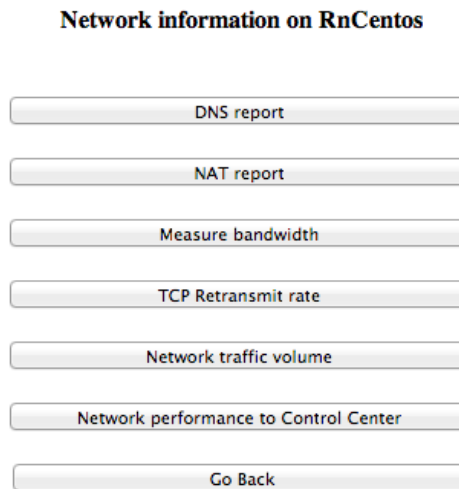 Network information on RnCentos
DNS report
NAT report
Measure bandwidth
TCP Retransmit rate
Network traffic volume
Network performance to Control Center
Go Back